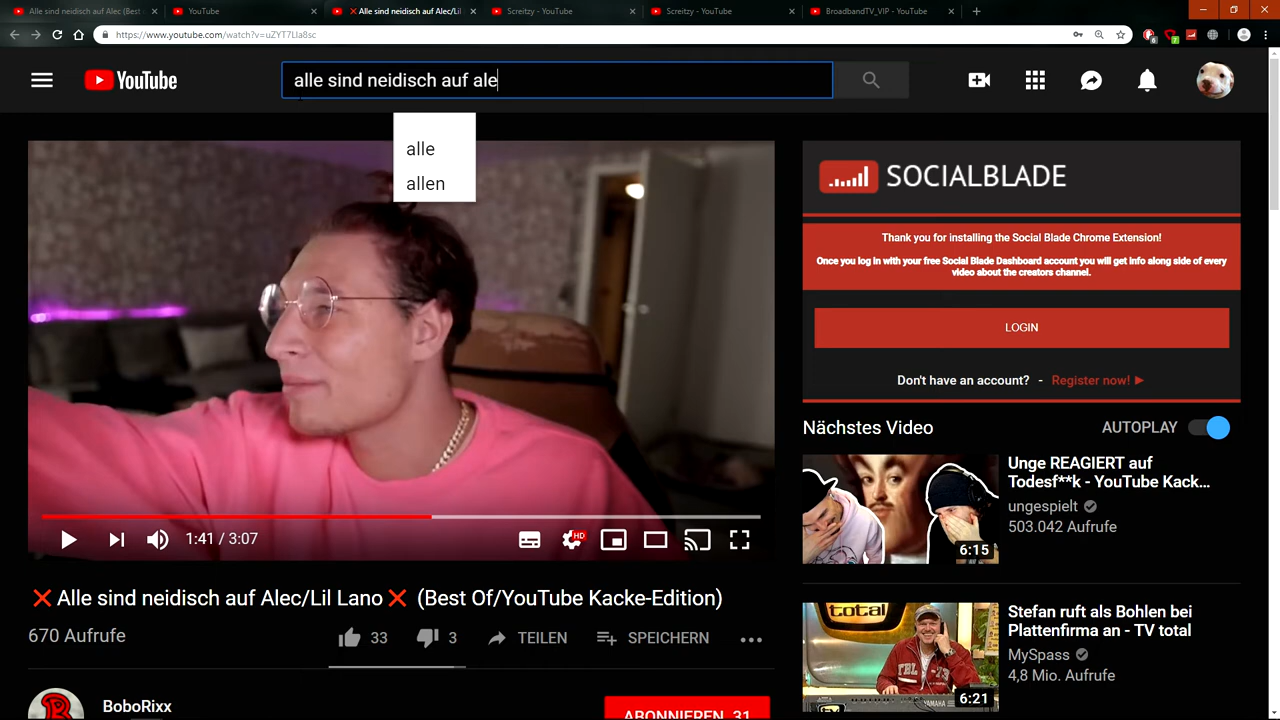 Alle sind neidisch auf Alec (Best
YouTube
❌Alle sind neidisch auf Alec/Lil
Screitzy - YouTube
Screitzy - YouTube
BroadbandTV_VIP - YouTube
https://www.youtube.com/watch?v=uZYT7Lla8sc
YouTube
alle sind neidisch auf ale
alle
allen
SOCIALBLADE
Thank you for installing the Social Blade Chrome Extension!
Once you log in with your free Social Blade Dashboard account you will get info along side of every
video about the creators channel.
LOGIN
Don't have an account? - Register now! ►
Nächstes Video
AUTOPLAY
Unge REAGIERT auf
Todesf**k - YouTube Kack...
ungespielt
503.042 Aufrufe
6:15
1:41 / 3:07
HD
❌Alle sind neidisch auf Alec/Lil Lano❌ (Best Of/YouTube Kacke-Edition)
670 Aufrufe
33
3
TEILEN
SPEICHERN
total
Stefan ruft als Bohlen bei
Plattenfirma an - TV total
MySpass
4,8 Mio. Aufrufe
YAMAHA
6:21
BoboRixx
ABONNIEREN 31